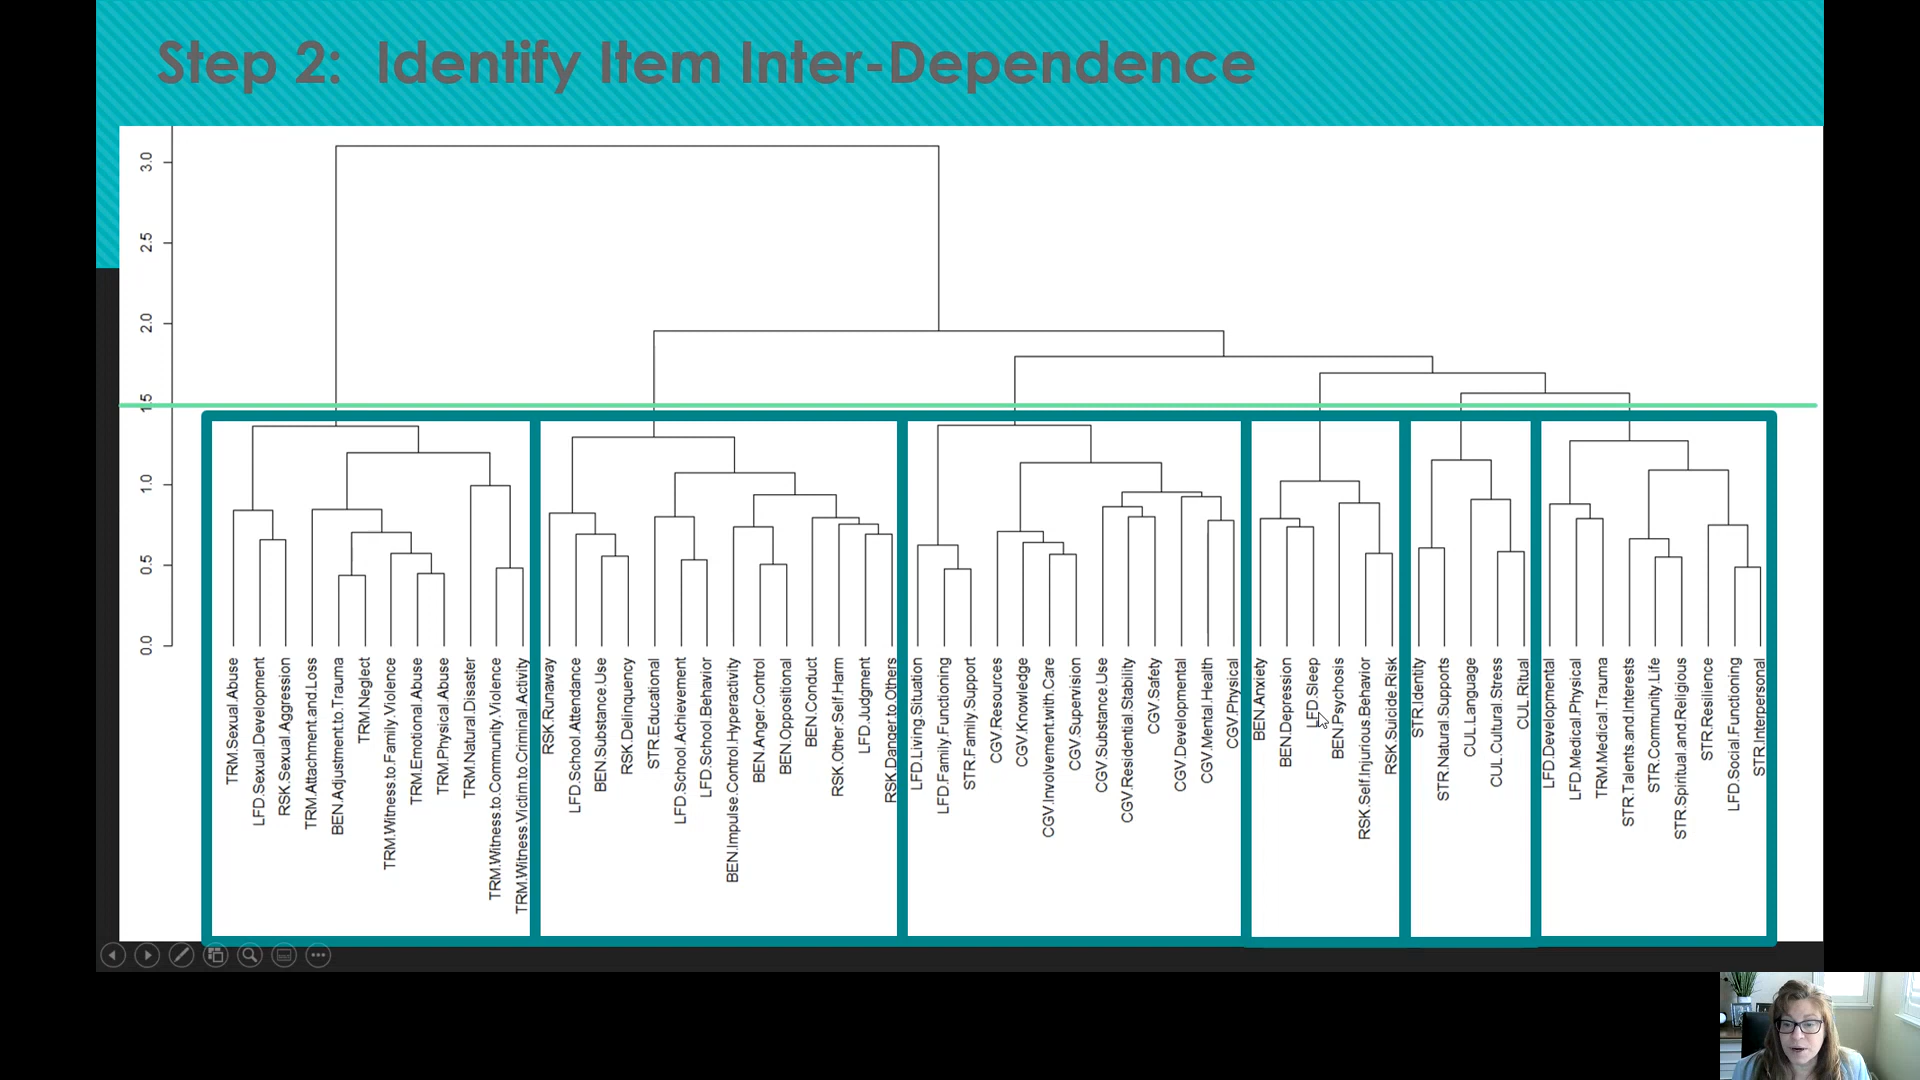 Step 2: Identify Item Inter-Dependence
3.0
2.5
2.0
1.5
1.0
0.5
0.0
TRM.Sexual.Abuse
LFD.Sexual.Development
RSK.Sexual.Aggression
TRM.Attachment.and.Loss
BEN.Adjustment.to.Trauma
TRM.Neglect
TRM.Witness.to.Family.Violence
TRM.Emotional.Abuse
TRM.Physical.Abuse
TRM.Natural.Disaster
TRM.Witness.to.Community.Violence
TRM.Witness.Victim.to.Criminal.Activity
RSK.Runaway
LFD.School.Attendance
BEN.Substance.Use
RSK.Delinquency
STR.Educational
LFD.School.Achievement
LFD.School.Behavior
BEN.Impulse.Control.Hyperactivity
BEN.Anger.Control
BEN.Oppositional
BEN.Conduct
RSK.Other.Self.Harm
LFD.Judgment
RSK.Danger.to.Others
LFD.Living.Situation
LFD.Family.Functioning
STR.Family.Support
CGV.Resources
CGV.Knowledge
CGV.Involvement.with.Care
CGV.Supervision
CGV.Substance.Use
CGV.Residential.Stability
CGV.Safety
CGV.Developmental
CGV.Mental.Health
CGV.Physical
BEN.Anxiety
BEN.Depression
LFD.Sleep
BEN.Psychosis
RSK.Self.Injurious.Behavior
RSK.Suicide.Risk
STR.Identity
STR.Natural.Supports
CUL.Language
CUL.Cultural.Stress
CUL.Ritual
LFD.Developmental
LFD.Medical.Physical
TRM.Medical.Trauma
STR.Talents.and.Interests
STR.Community.Life
STR.Spiritual.and.Religious
STR.Resilience
LFD.Social.Functioning
STR.Interpersonal